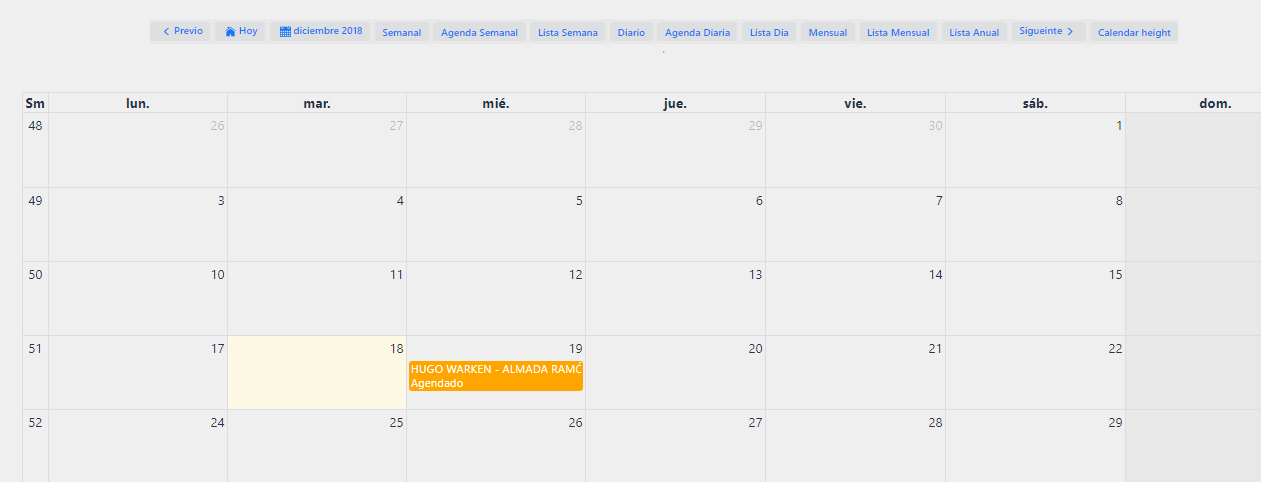 Previo Hoy diciembre 2018 Semanal Agenda Semanal Lista Semana Diario Agenda Diaria Lista Dia Mensual Lista Mensual Lista Anual Sigueinte Calendar height
Sm lun. mar. mié. jue. vie. sáb. dom.
48 26 27 28 29 30 1
49 3 4 5 6 7 8
50 10 11 12 13 14 15
51 17 18 19 20 21 22
HUGO WARKEN - ALMADA RAMÓ
Agendado
52 24 25 26 27 28 29